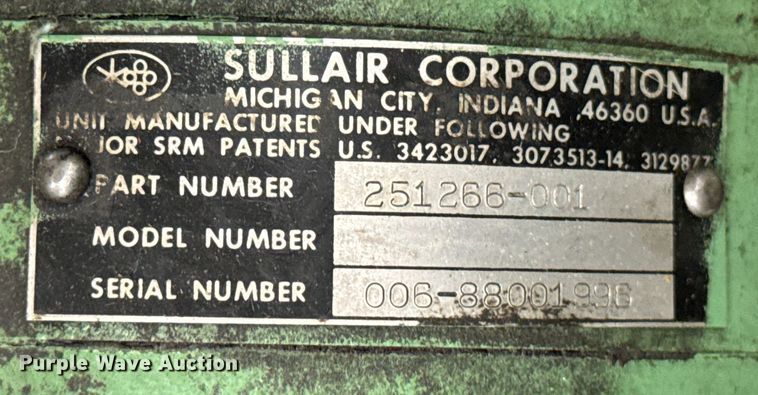 SULLAIR CORPORATION
MICHIGAN CITY, INDIANA ,46360 U.S.A.
UNIT MANUFACTURED UNDER FOLLOWING
M JOR SRM PATENTS U.S. 3423017, 3073513-14, 3129877
PART NUMBER 251266-001
MODEL NUMBER
SERIAL NUMBER 006-88001996
Purple Wave Auction